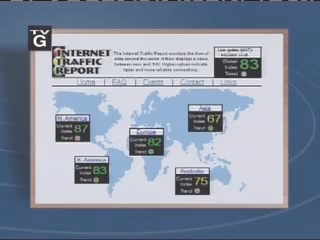 TV
G
INTERNET
TRAFFIC
REPORT
The Internet Traffic Report monitors the flow of
data around the world. It then displays a value
between zero and 100. Higher values indicate
faster and more reliable connections.
Global
Index
83
Trend
Home FAQ Events Contact Links
N. America
Current
Index
87
Trend
Europe
Current
Index
82
Trend
Asia
Current
Index
67
Trend
S. America
Current
Index
83
Trend
Australia
Current
Index
75
Trend